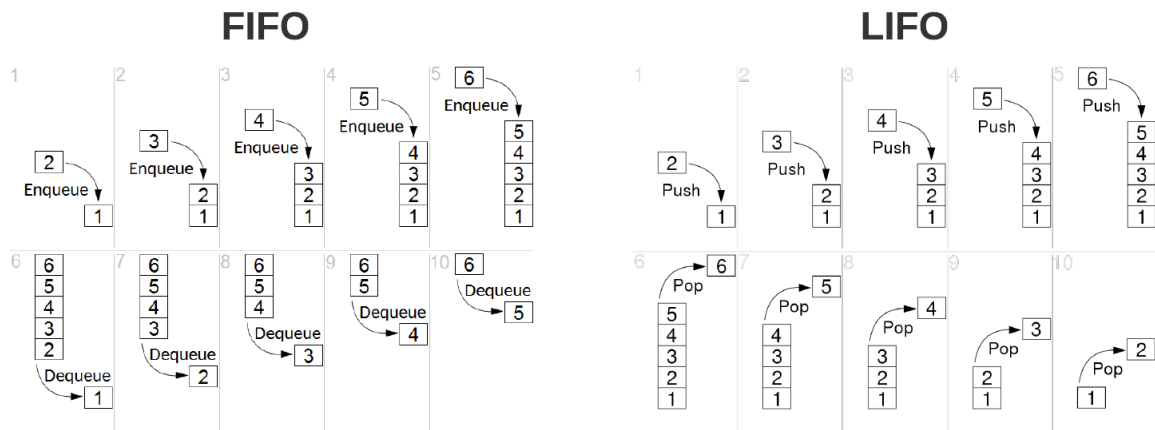 FIFO
1 2 3 4 5
2 Enqueue 1
3 Enqueue 2 1
4 Enqueue 3 2 1
5 Enqueue 4 3 2 1
6 Enqueue 5 4 3 2 1
6 7 8 9 10
6 5 4 3 2 Dequeue 1
6 5 4 3 Dequeue 2
6 5 4 Dequeue 3
6 5 Dequeue 4
6 Dequeue 5
LIFO
1 2 3 4 5
2 Push 1
3 Push 2 1
4 Push 3 2 1
5 Push 4 3 2 1
6 Push 5 4 3 2 1
6 7 8 9 10
6 Pop 5 4 3 2 1
5 Pop 4 3 2 1
4 Pop 3 2 1
3 Pop 2 1
2 Pop 1